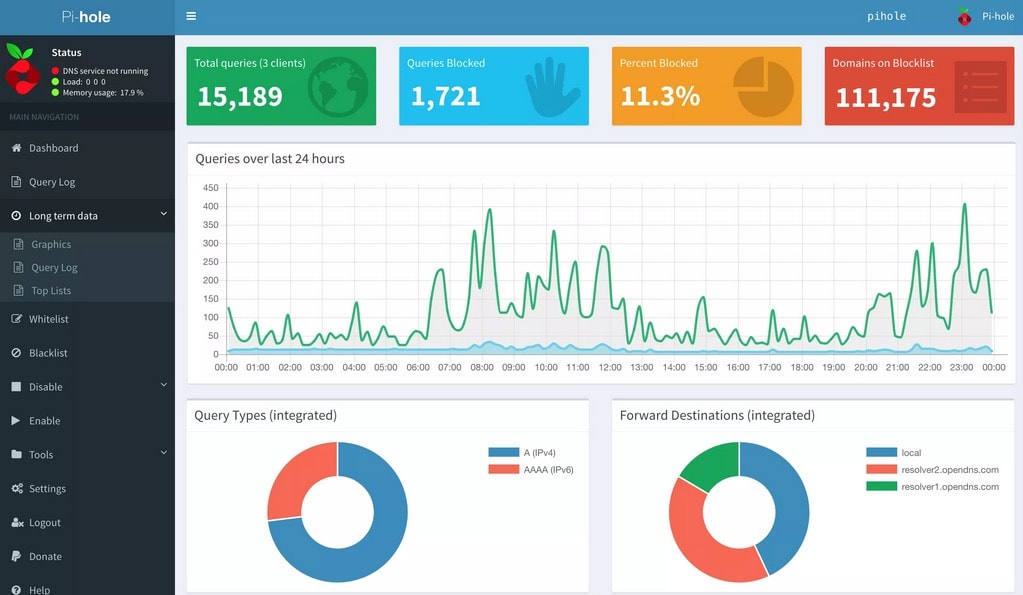 Pi-hole
pihole
Pi-hole
Status
DNS service not running
Load: 0 0 0
Memory usage: 17.9 %
MAIN NAVIGATION
Dashboard
Query Log
Long term data
Graphics
Query Log
Top Lists
Whitelist
Blacklist
Disable
Enable
Tools
Settings
Logout
Donate
Help
Total queries (3 clients)
15,189
Queries Blocked
1,721
Percent Blocked
11.3%
Domains on Blocklist
111,175
Queries over last 24 hours
450
400
350
300
250
200
150
100
50
0
00:00 01:00 02:00 03:00 04:00 05:00 06:00 07:00 08:00 09:00 10:00 11:00 12:00 13:00 14:00 15:00 16:00 17:00 18:00 19:00 20:00 21:00 22:00 23:00 00:00
Query Types (integrated)
A (IPv4)
AAAA (IPv6)
Forward Destinations (integrated)
local
resolver2.opendns.com
resolver1.opendns.com